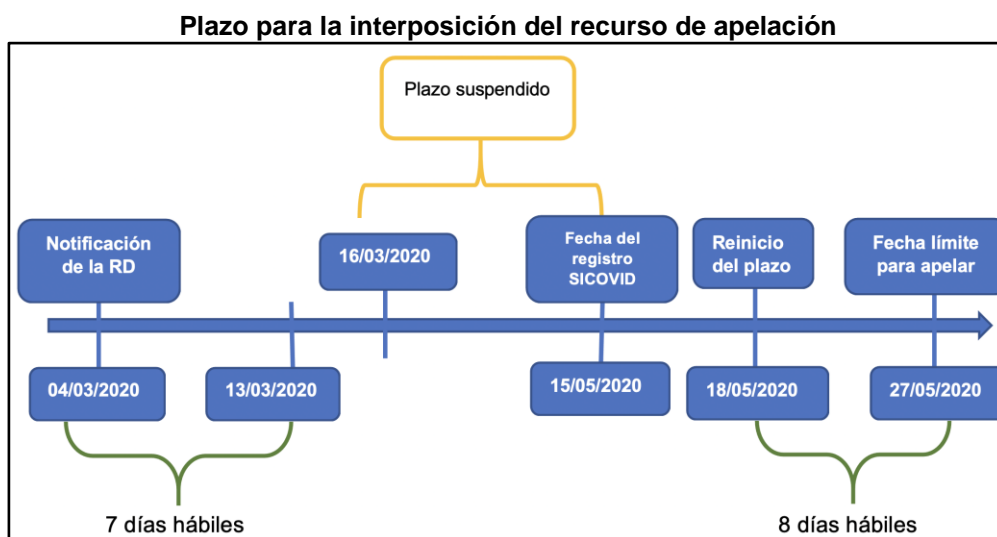 Plazo para la interposición del recurso de apelación
Plazo suspendido
Notificación
de la RD
16/03/2020
Fecha del
registro
SICOVID
Reinicio
del plazo
Fecha límite
para apelar
04/03/2020
13/03/2020
15/05/2020
18/05/2020
27/05/2020
7 días hábiles
8 días hábiles